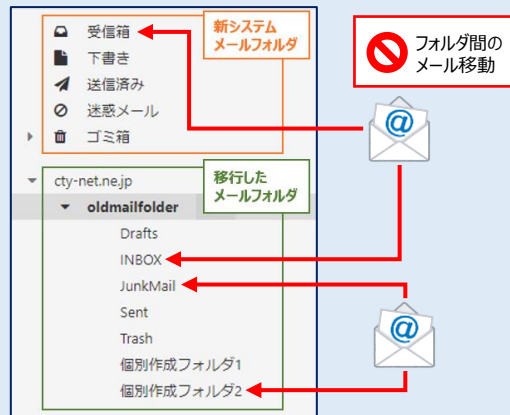 受信箱
下書き
送信済み
迷惑メール
ゴミ箱
新システム
メールフォルダ
フォルダ間の
メール移動
@
cty-net.ne.jp
移行した
メールフォルダ
oldmailfolder
Drafts
INBOX
JunkMail
Sent
Trash
個別作成フォルダ1
個別作成フォルダ2
@